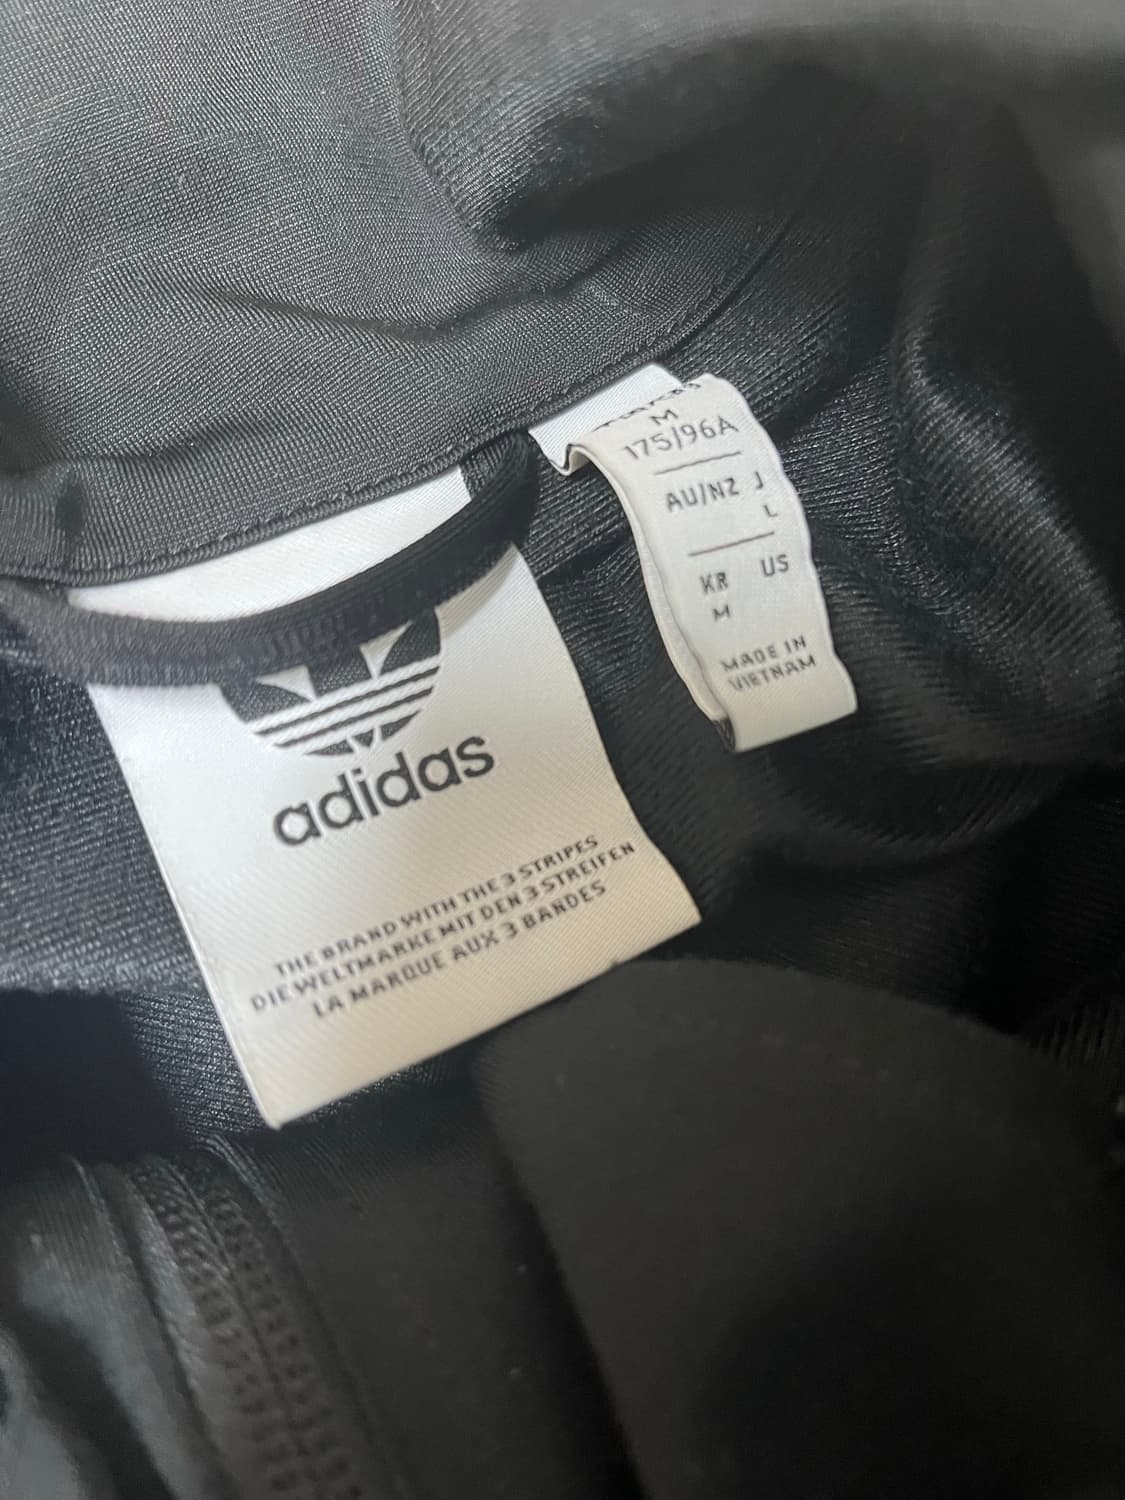 adidas
THE BRAND WITH THE 3 STRIPES
DIE WELTMARKE MIT DEN 3 STREIFEN
LA MARQUE AUX 3 BANDES
M
175/96A
AU/NZ J
L
KR US
M
MADE IN
VIETNAM